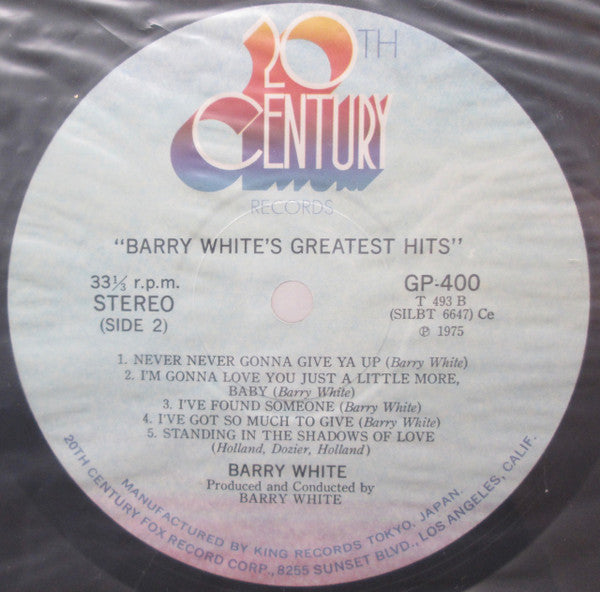 20TH
CENTURY
RECORDS
"BARRY WHITE'S GREATEST HITS"
33⅓ r.p.m.
STEREO
(SIDE 2)
GP-400
T 493 B
(SILBT 6647) Ce
℗ 1975
1. NEVER NEVER GONNA GIVE YA UP (Barry White)
2. I'M GONNA LOVE YOU JUST A LITTLE MORE,
BABY (Barry White)
3. I'VE FOUND SOMEONE (Barry White)
4. I'VE GOT SO MUCH TO GIVE (Barry White)
5. STANDING IN THE SHADOWS OF LOVE
(Holland, Dozier, Holland)
BARRY WHITE
Produced and Conducted by
BARRY WHITE
MANUFACTURED BY KING RECORDS TOKYO, JAPAN.
20TH CENTURY FOX RECORD CORP., 8255 SUNSET BLVD., LOS ANGELES, CALIF.